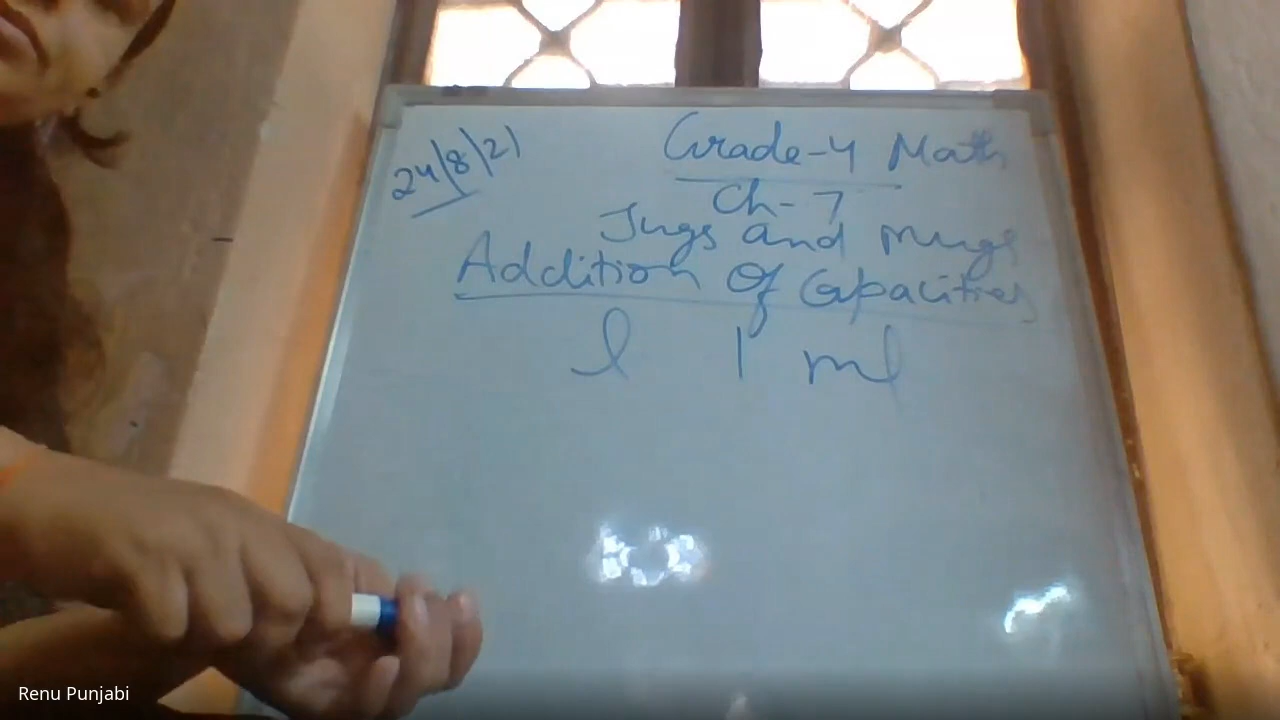 24/8/21
Grade-4 Math
Ch-7
Jugs and mugs
Addition of Capacities
l | ml
Renu Punjabi